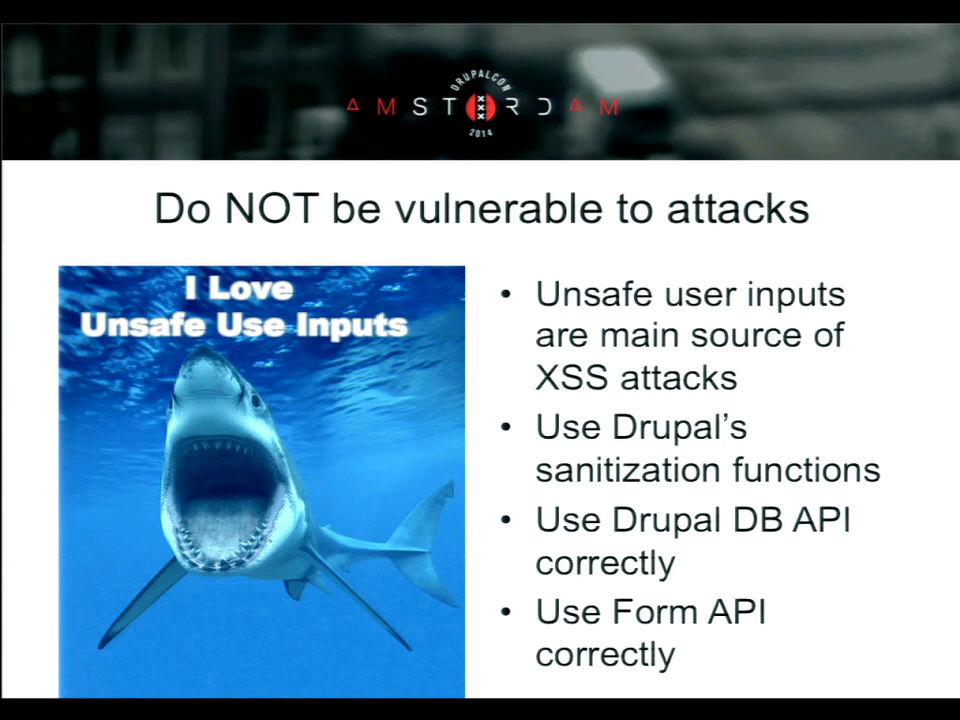 DRUPALCON
AMSTERDAM
2014
Do NOT be vulnerable to attacks
I Love
Unsafe Use Inputs
• Unsafe user inputs
are main source of
XSS attacks
• Use Drupal's
sanitization functions
• Use Drupal DB API
correctly
• Use Form API
correctly